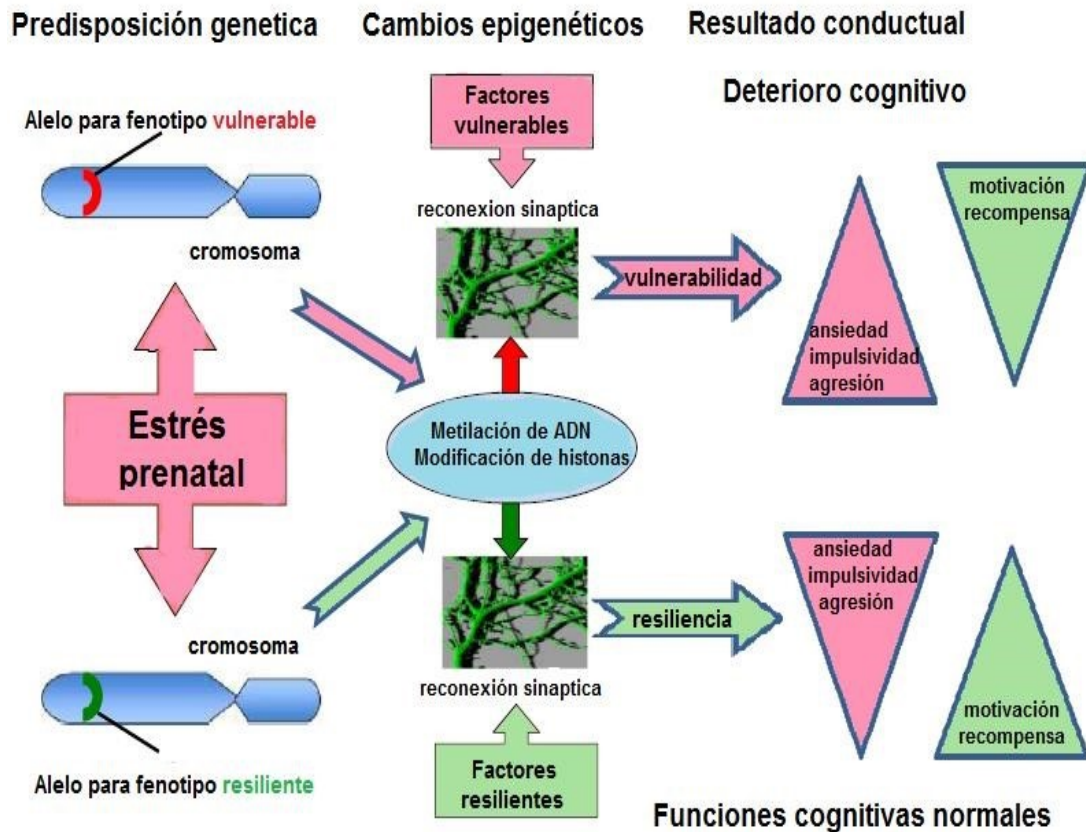 Predisposición genetica
Cambios epigenéticos
Resultado conductual
Deterioro cognitivo
Alelo para fenotipo vulnerable
cromosoma
Factores
vulnerables
reconexion sinaptica
vulnerabilidad
ansiedad
impulsividad
agresión
motivación
recompensa
Estrés
prenatal
Metilación de ADN
Modificación de histonas
cromosoma
Alelo para fenotipo resiliente
reconexión sinaptica
Factores
resilientes
resiliencia
ansiedad
impulsividad
agresión
motivación
recompensa
Funciones cognitivas normales